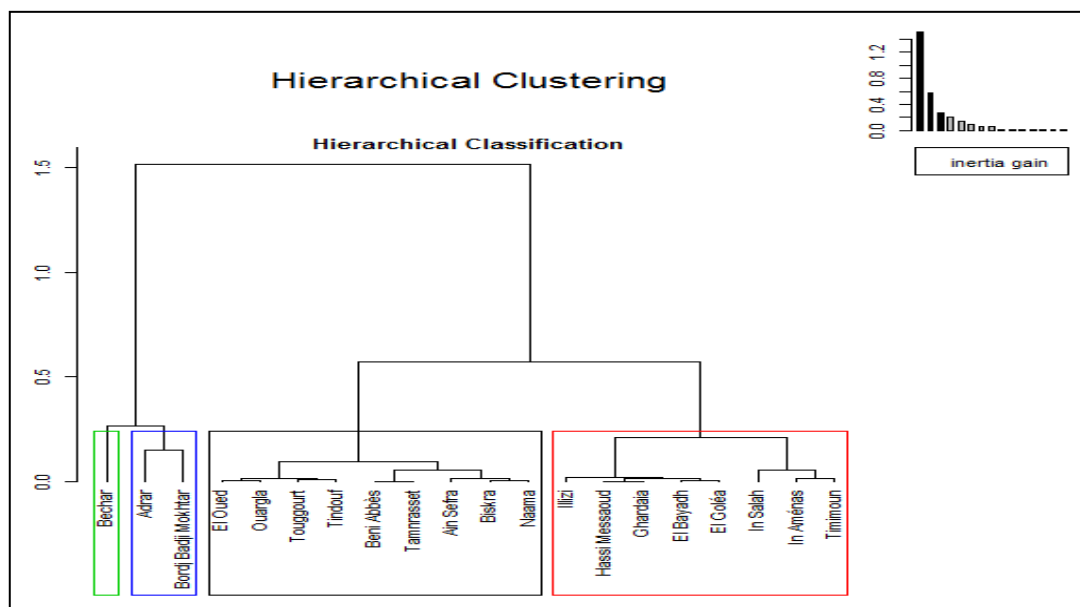 Hierarchical Clustering
Hierarchical Classification
0.0 0.4 0.8 1.2
inertia gain
0.0 0.5 1.0 1.5
Bechar
Adrar
Bordj Badji Mokhtar
El Oued
Ouargla
Touggourt
Tindouf
Beni Abbès
Tamnrasset
Ain Sefra
Biskra
Naama
Illizi
Hassi Messaoud
Ghardaia
El Bayadh
El Goléa
In Salah
In Aménas
Timimoun